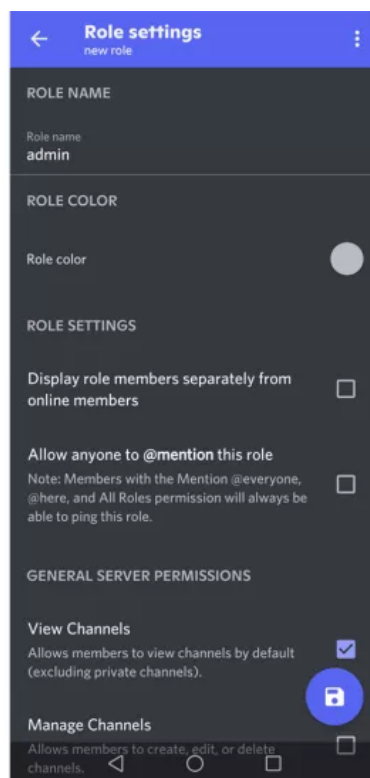 Role settings
new role
ROLE NAME
Role name
admin
ROLE COLOR
Role color
ROLE SETTINGS
Display role members separately from
online members
Allow anyone to @mention this role
Note: Members with the Mention @everyone,
@here, and All Roles permission will always be
able to ping this role.
GENERAL SERVER PERMISSIONS
View Channels
Allows members to view channels by default
(excluding private channels).
Manage Channels
Allows members to create, edit, or delete
channels.